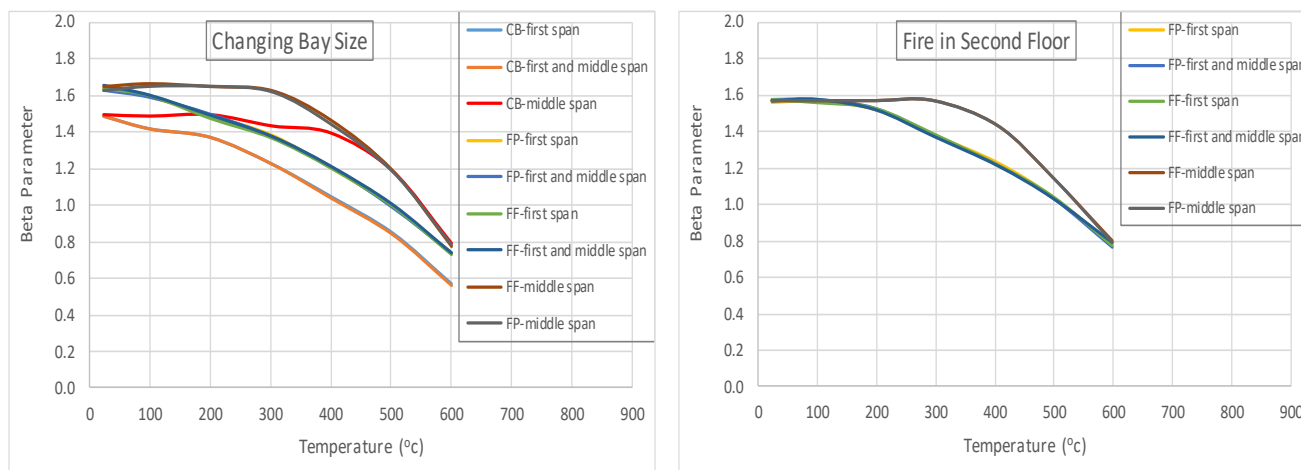 Changing Bay Size
Beta Parameter
2.0
1.8
1.6
1.4
1.2
1.0
0.8
0.6
0.4
0.2
0.0
0 100 200 300 400 500 600 700 800 900
Temperature (°c)
CB-first span
CB-first and middle span
CB-middle span
FP-first span
FP-first and middle span
FF-first span
FF-first and middle span
FF-middle span
FP-middle span
Fire in Second Floor
Beta Parameter
2.0
1.8
1.6
1.4
1.2
1.0
0.8
0.6
0.4
0.2
0.0
0 100 200 300 400 500 600 700 800 900
Temperature (°c)
FP-first span
FP-first and middle span
FF-first span
FF-first and middle span
FF-middle span
FP-middle span